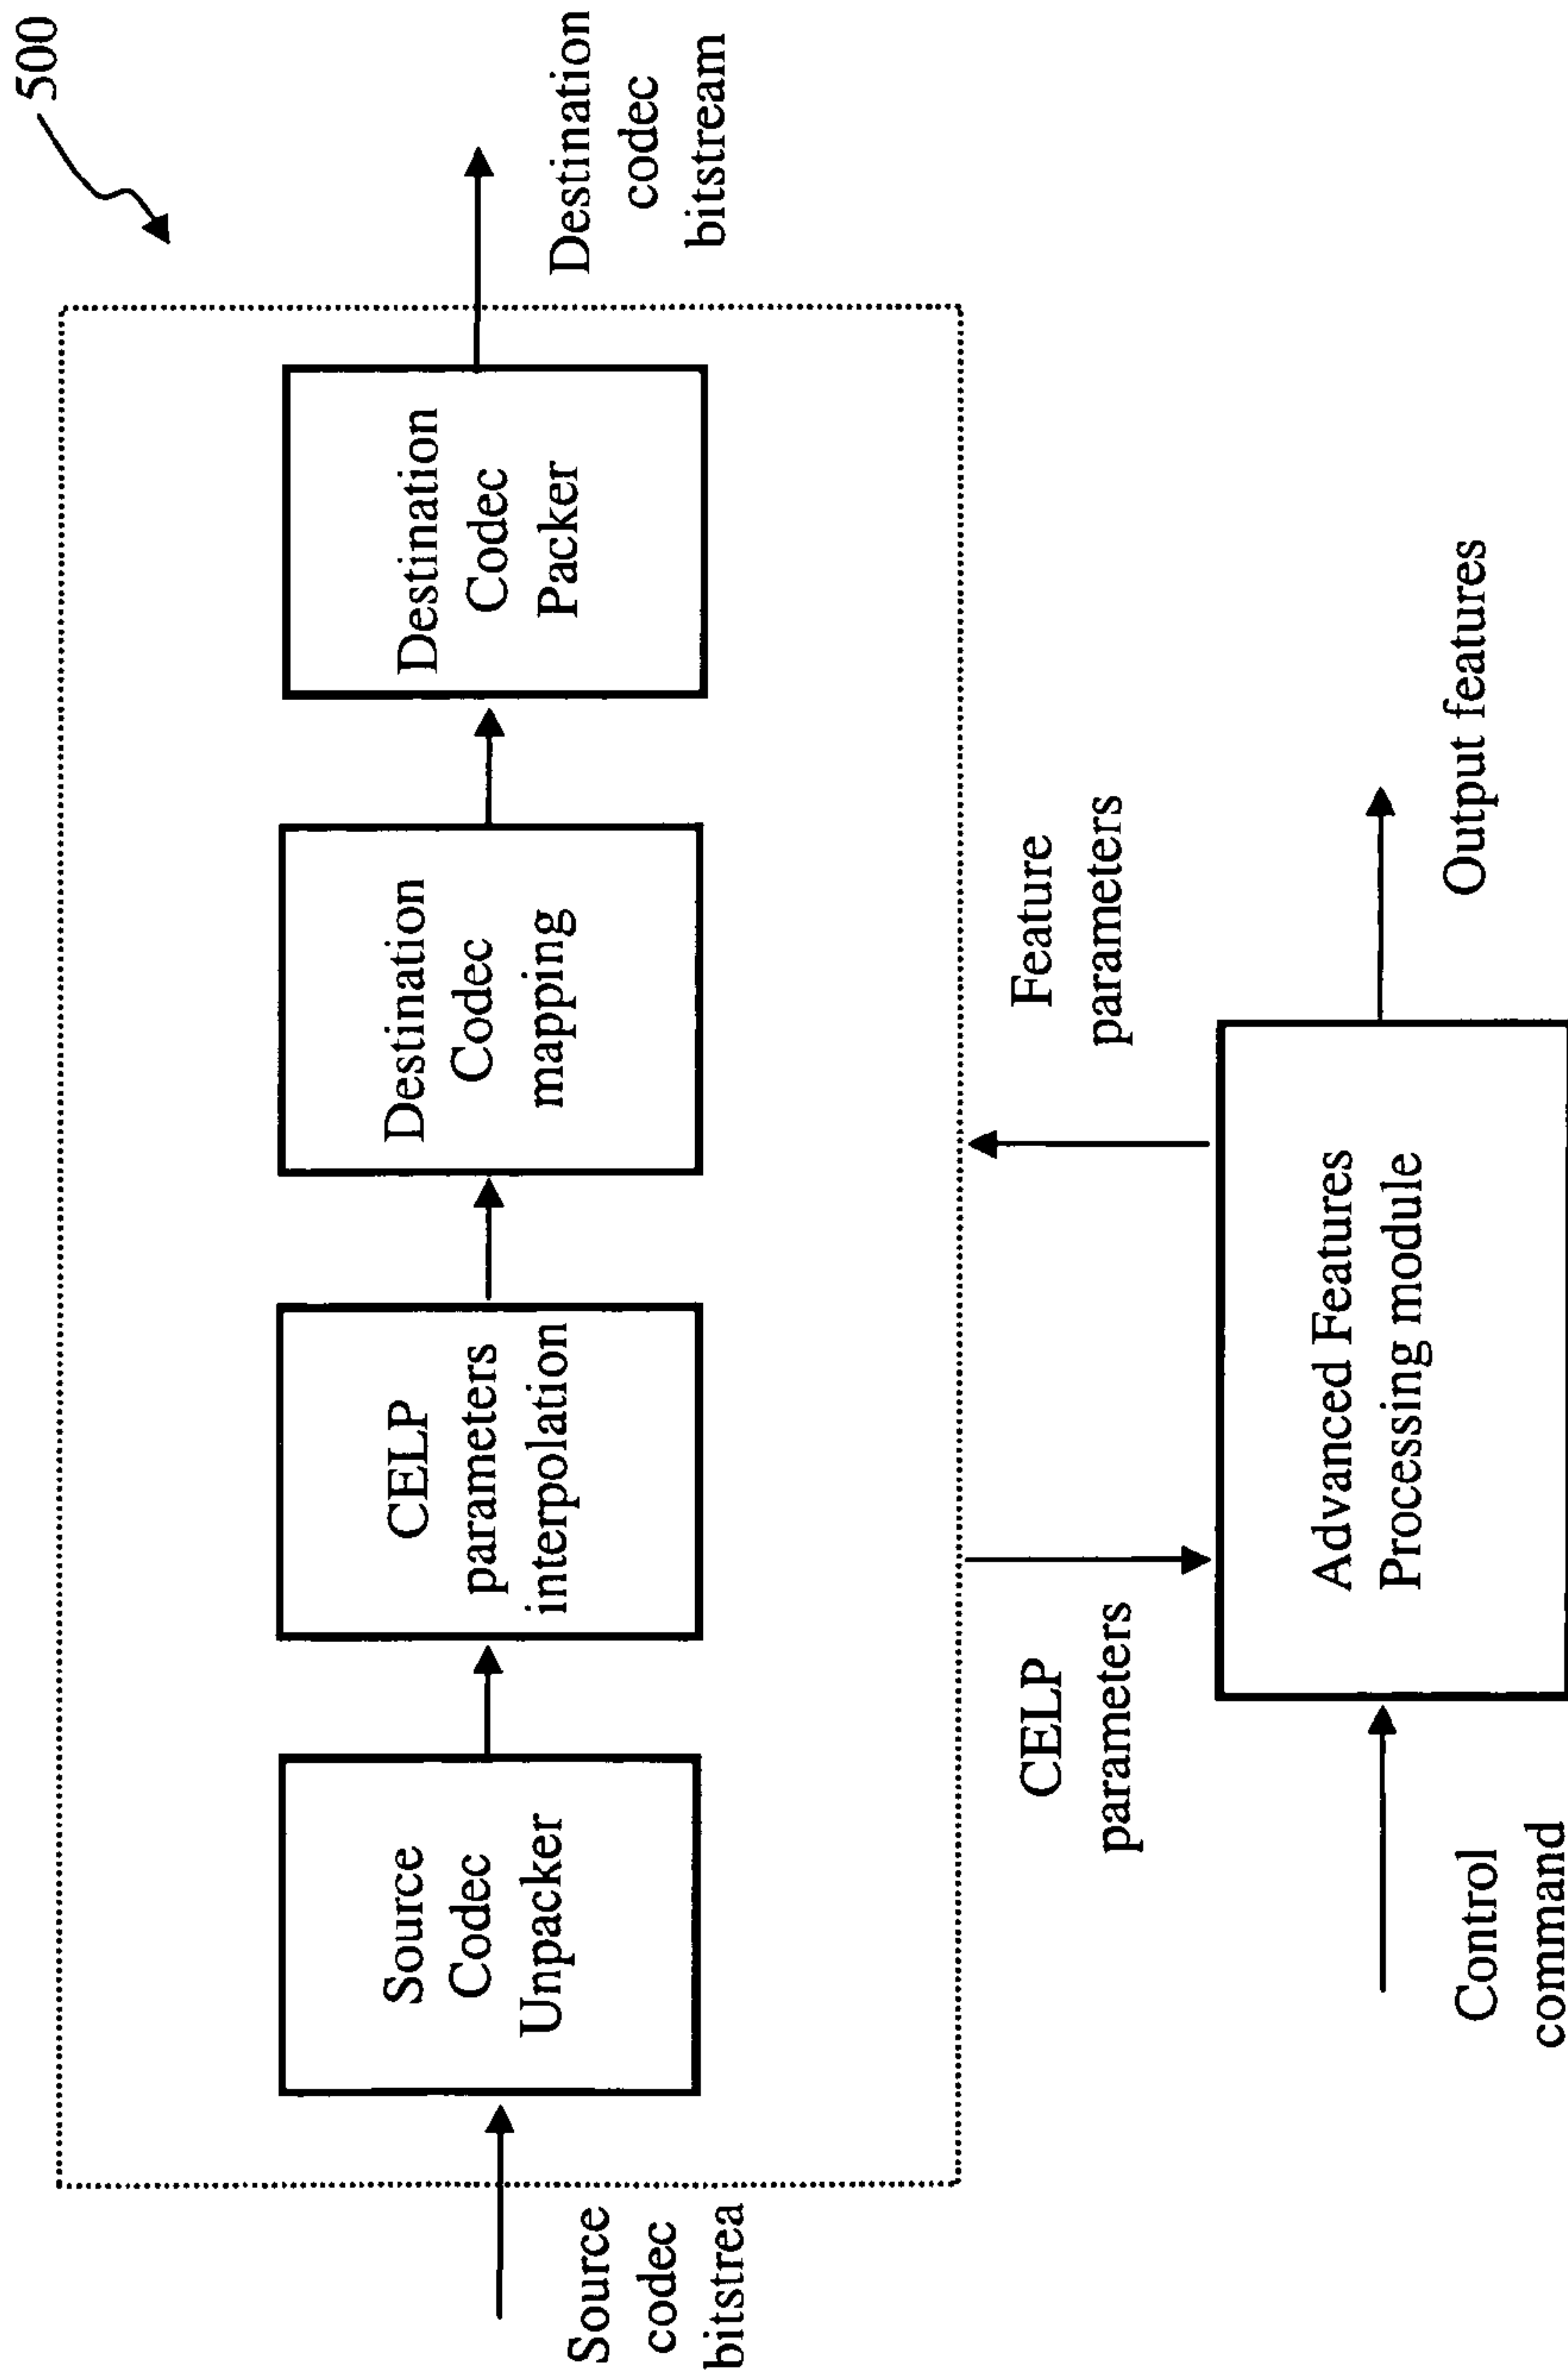 500
Source
codec
bitstrea
Source
Codec
Unpacker
CELP
parameters
interpolation
Destination
Codec
mapping
Destination
Codec
Packer
Destination
codec
bitstream
CELP
parameters
Feature
parameters
Control
command
Advanced Features
Processing module
Output features